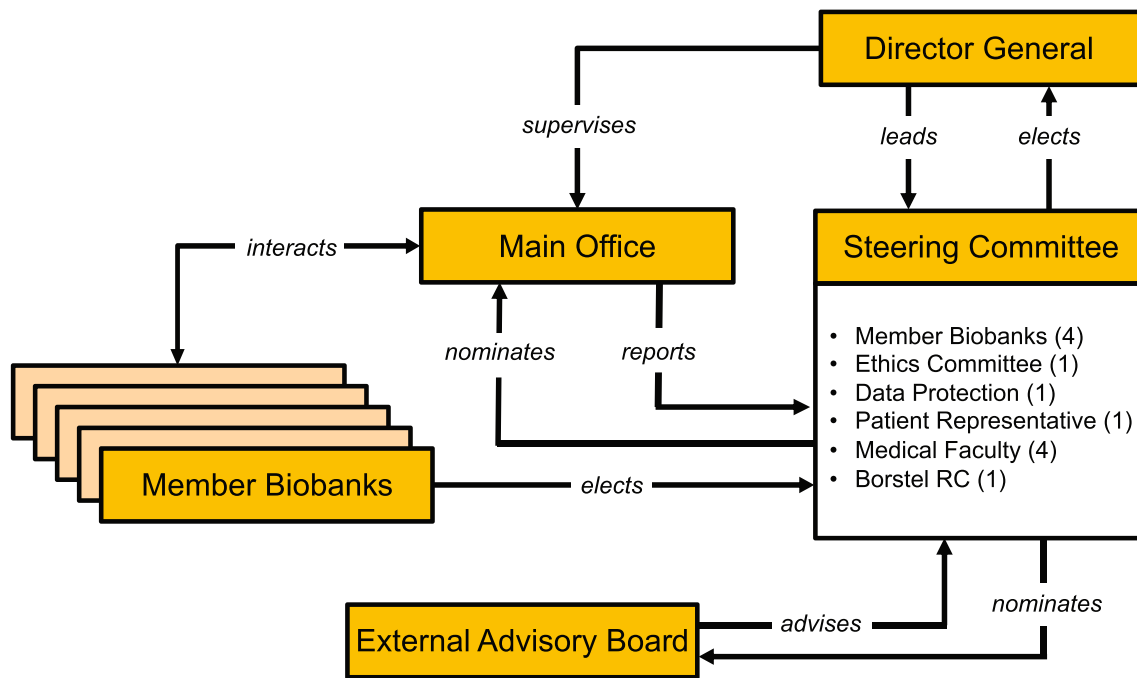 Director General
supervises
leads
elects
interacts
Main Office
Steering Committee
nominates
reports
• Member Biobanks (4)
• Ethics Committee (1)
• Data Protection (1)
• Patient Representative (1)
• Medical Faculty (4)
• Borstel RC (1)
Member Biobanks
elects
nominates
External Advisory Board
advises